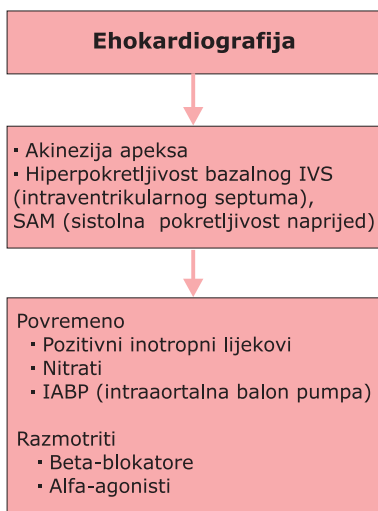 Ehokardiografija
▪ Akinezija apeksa
▪ Hiperpokretljivost bazalnog IVS
(intraventrikularnog septuma),
SAM (sistolna pokretljivost naprijed)
Povremeno
▪ Pozitivni inotropni lijekovi
▪ Nitrati
▪ IABP (intraaortalna balon pumpa)
Razmotriti
▪ Beta-blokatore
▪ Alfa-agonisti